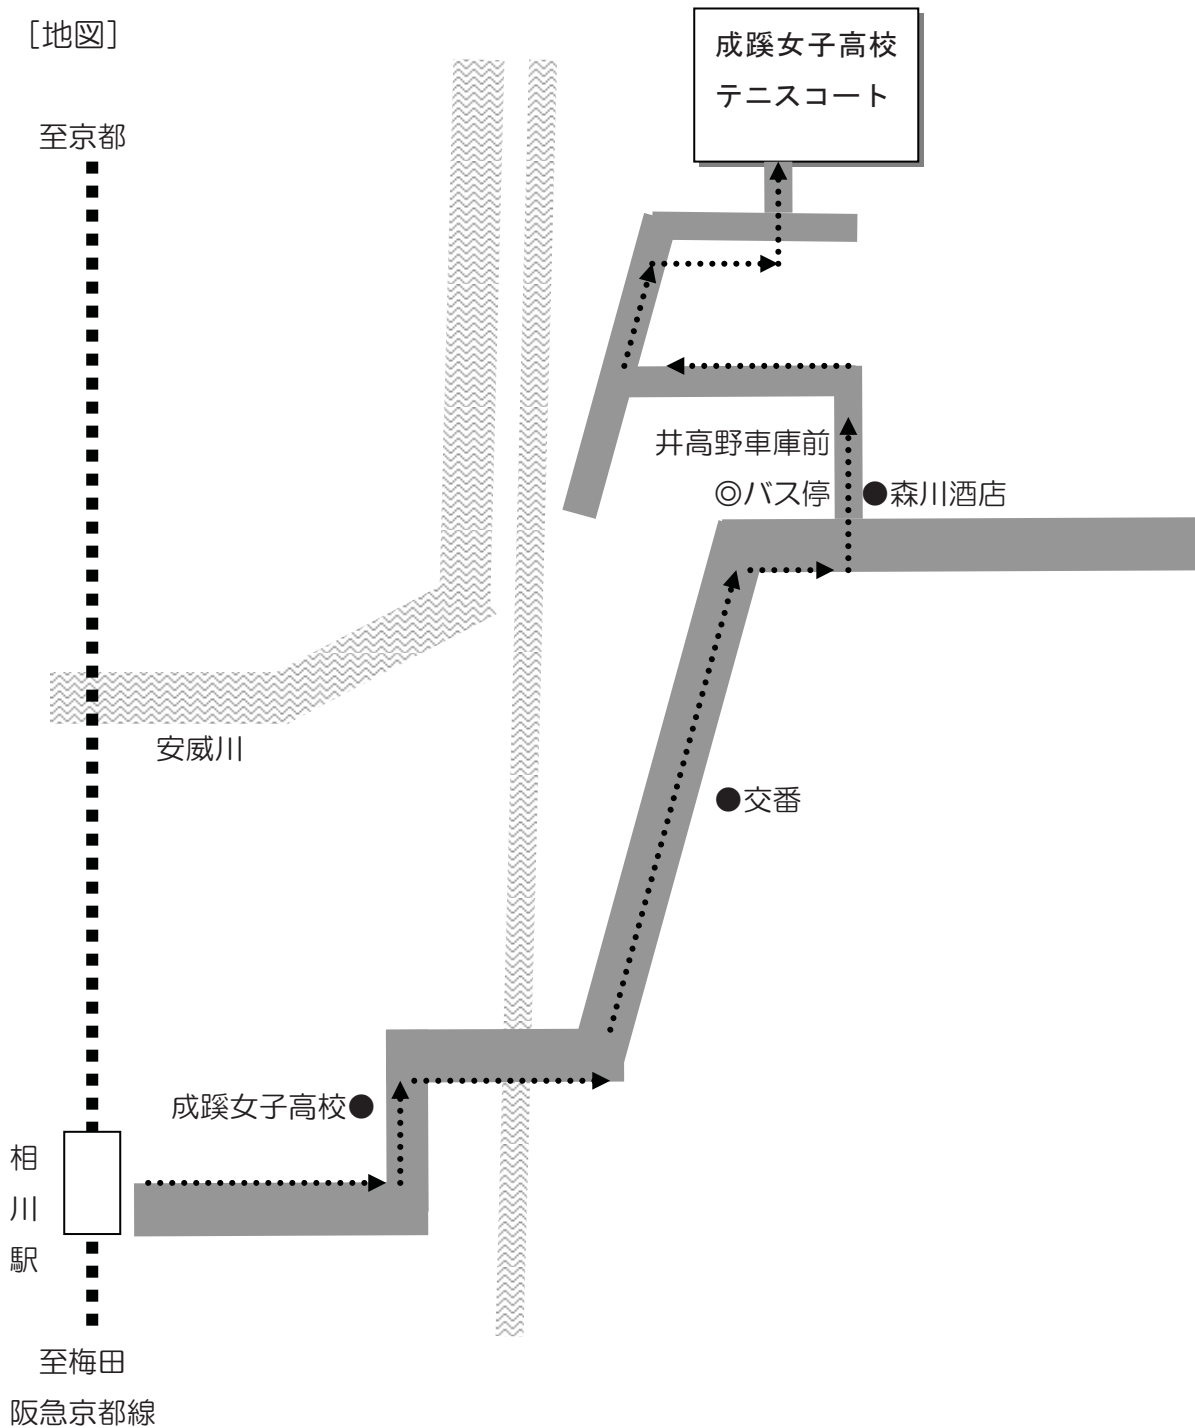 ［地図］
成蹊女子高校
テニスコート
至京都
井高野車庫前
◎バス停
●森川酒店
安威川
●交番
成蹊女子高校●
相川駅
至梅田
阪急京都線